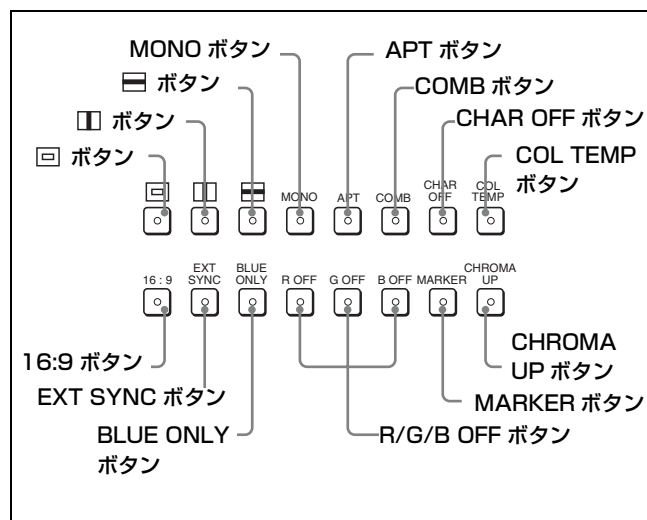 MONO ボタン
APT ボタン
ボタン
COMB ボタン
ボタン
CHAR OFF ボタン
ボタン
COL TEMP
ボタン
MONO
APT
COMB
CHAR
OFF
COL
TEMP
16 : 9
EXT
SYNC
BLUE
ONLY
R OFF
G OFF
B OFF
MARKER
CHROMA
UP
16:9 ボタン
CHROMA
UP ボタン
EXT SYNC ボタン
MARKER ボタン
BLUE ONLY
ボタン
R/G/B OFF ボタン